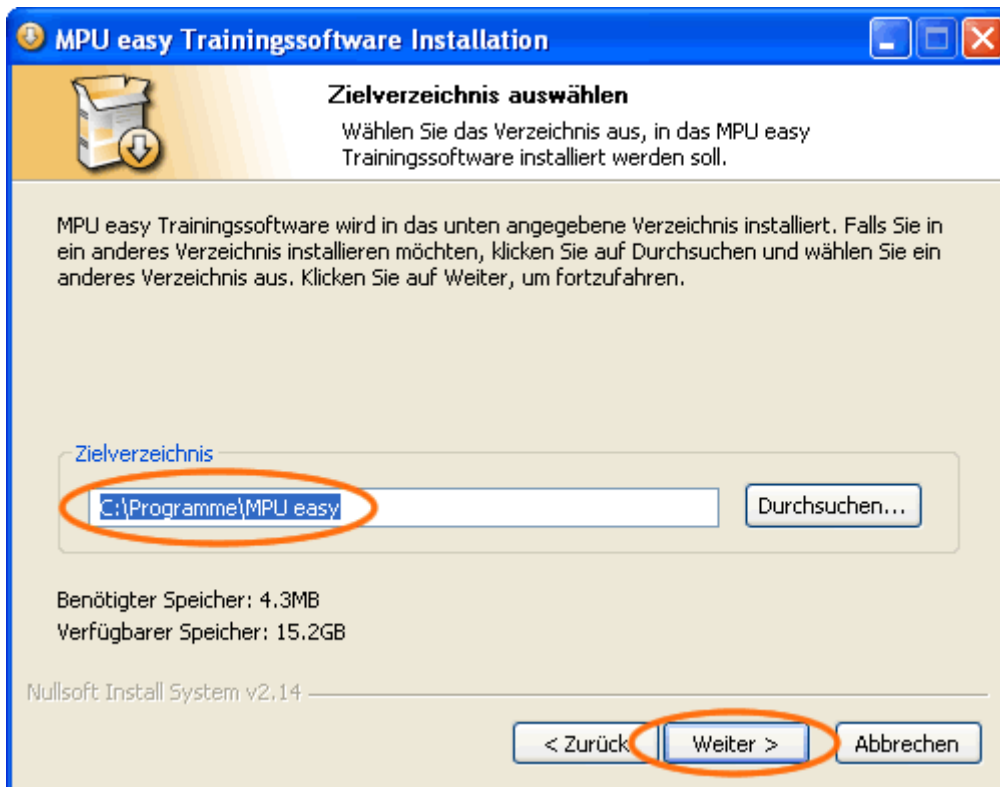 MPU easy Trainingssoftware Installation
Zielverzeichnis auswählen
Wählen Sie das Verzeichnis aus, in das MPU easy
Trainingssoftware installiert werden soll.
MPU easy Trainingssoftware wird in das unten angegebene Verzeichnis installiert. Falls Sie in
ein anderes Verzeichnis installieren möchten, klicken Sie auf Durchsuchen und wählen Sie ein
anderes Verzeichnis aus. Klicken Sie auf Weiter, um fortzufahren.
Zielverzeichnis
C:\Programme\MPU easy
Durchsuchen...
Benötigter Speicher: 4.3MB
Verfügbarer Speicher: 15.2GB
Nullsoft Install System v2.14
< Zurück
Weiter >
Abbrechen